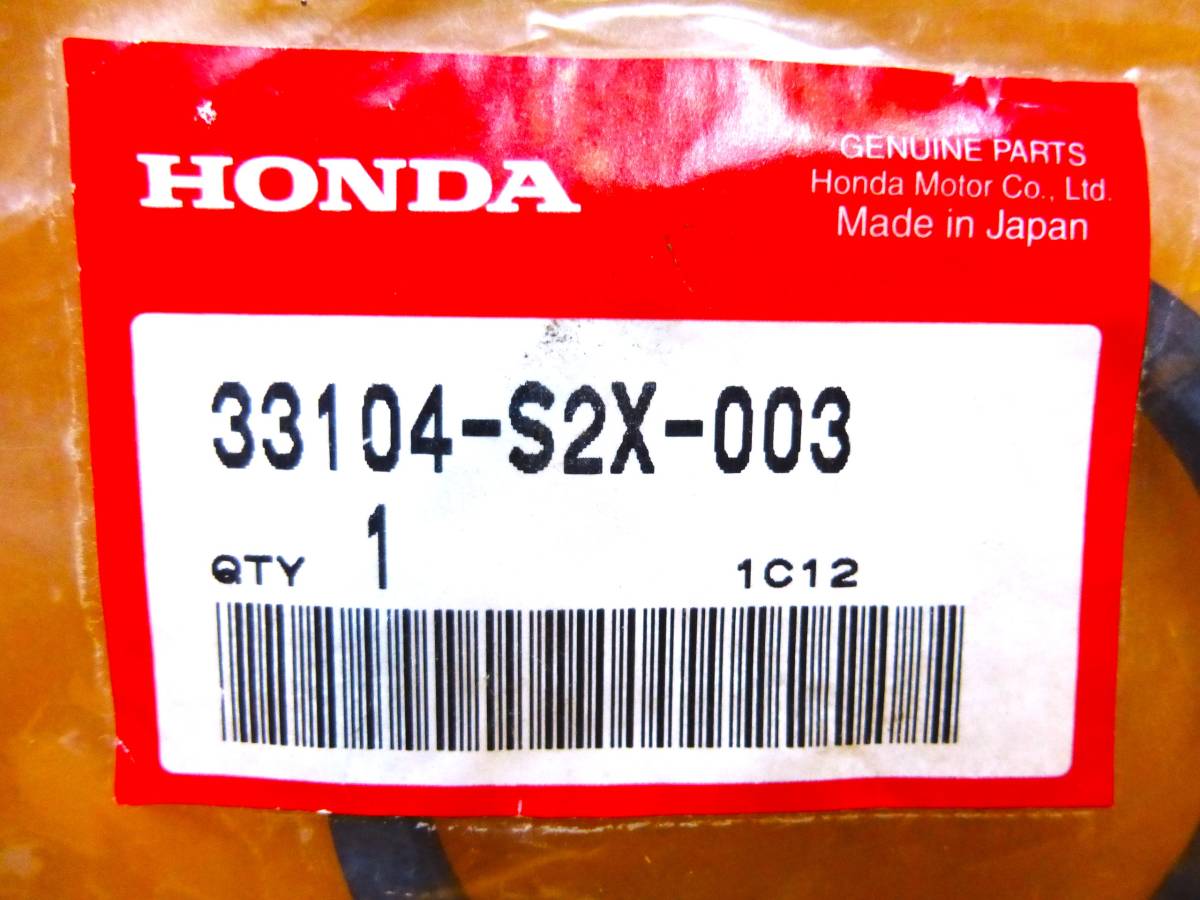 HONDA
GENUINE PARTS
Honda Motor Co., Ltd.
Made in Japan
33104-S2X-003
QTY 1 1C12